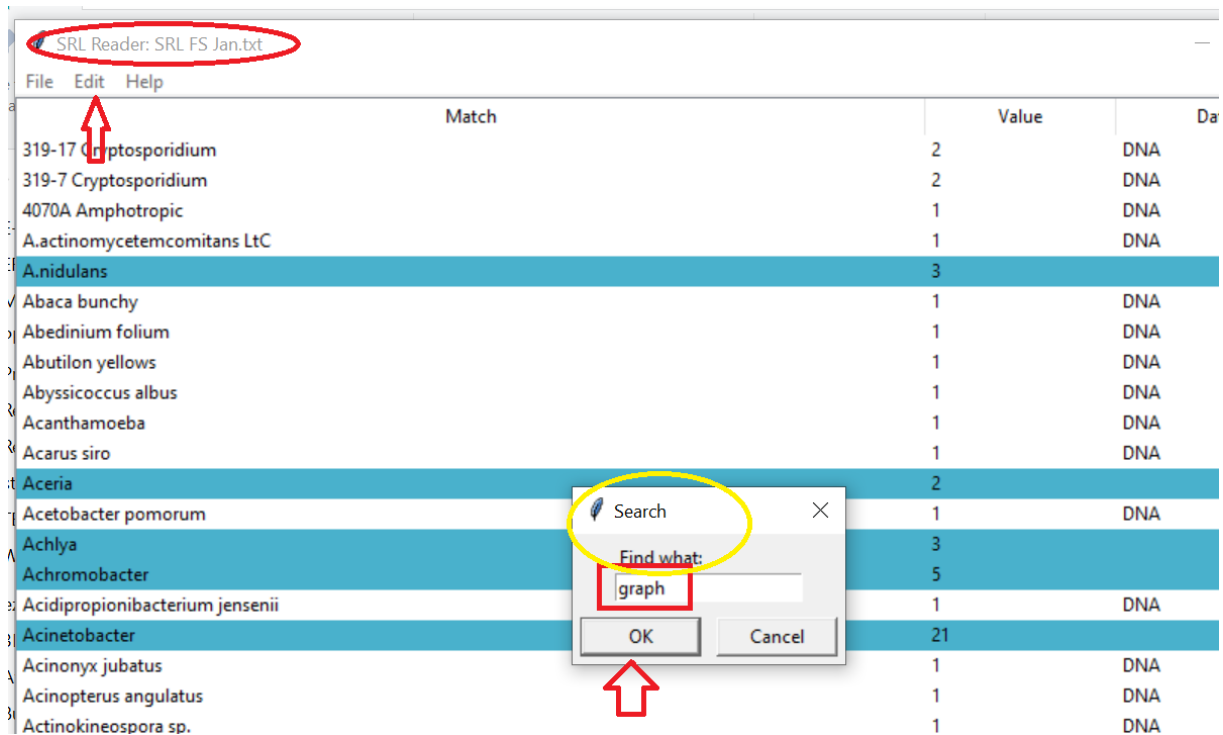 SRL Reader: SRL FS Jan.txt
File Edit Help
Match Value Da
319-17 Cryptosporidium 2 DNA
319-7 Cryptosporidium 2 DNA
4070A Amphotropic 1 DNA
A.actinomycetemcomitans LtC 1 DNA
A.nidulans 3
Abaca bunchy 1 DNA
Abedinium folium 1 DNA
Abutilon yellows 1 DNA
Abyssicoccus albus 1 DNA
Acanthamoeba 1 DNA
Acarus siro 1 DNA
Aceria 2
Acetobacter pomorum 1 DNA
Achlya 3
Achromobacter 5
Acidipropionibacterium jensenii 1 DNA
Acinetobacter 21
Acinonyx jubatus 1 DNA
Acinopterus angulatus 1 DNA
Actinokineospora sp. 1 DNA
Search
Find what:
graph
OK Cancel